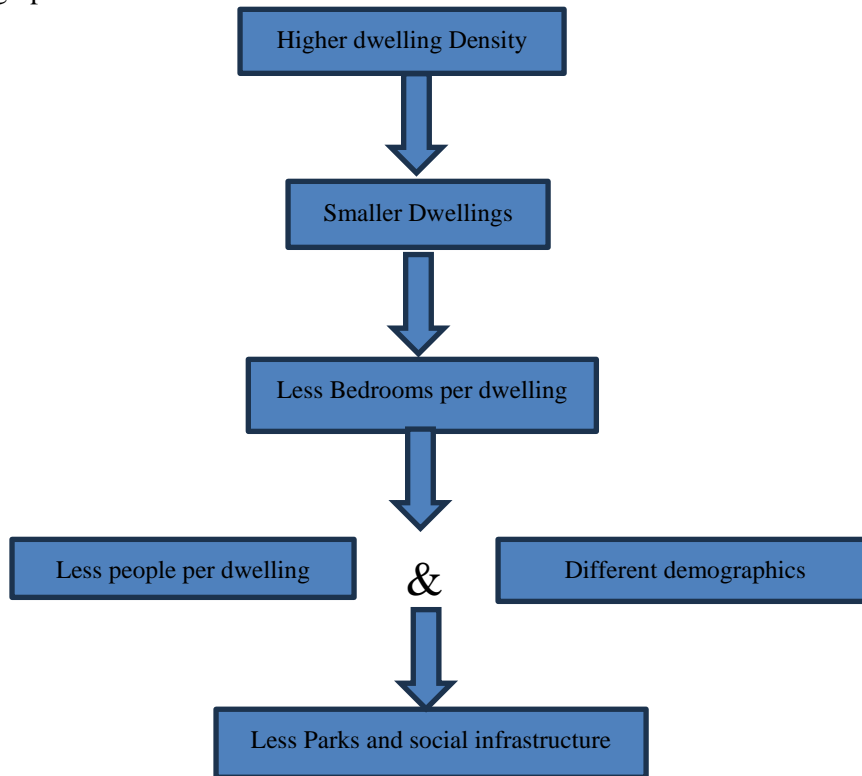 Higher dwelling Density
Smaller Dwellings
Less Bedrooms per dwelling
Less people per dwelling
&
Different demographics
Less Parks and social infrastructure